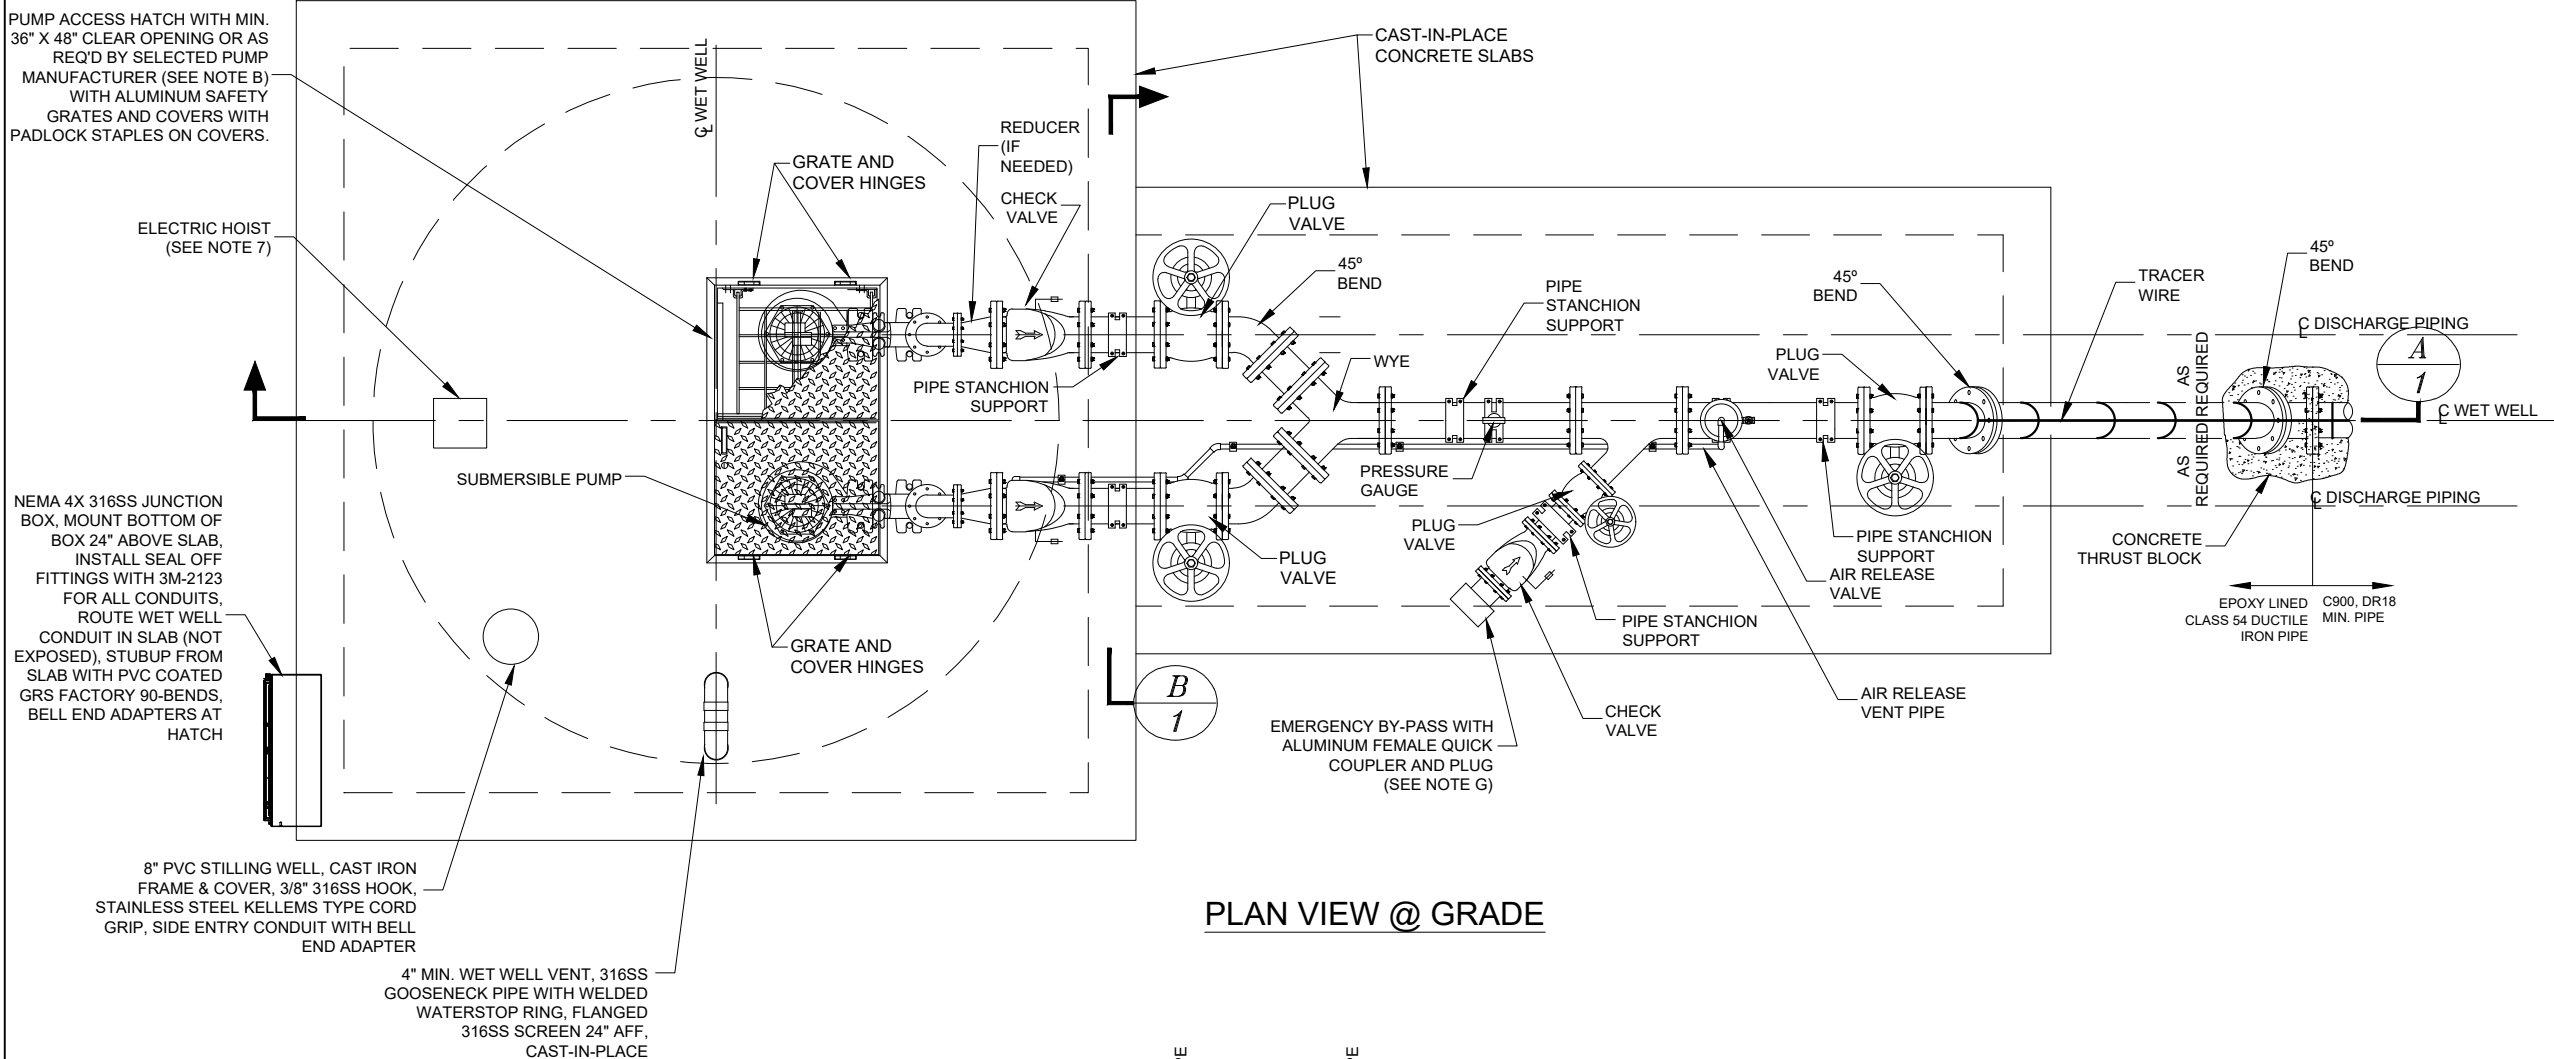 PUMP ACCESS HATCH WITH MIN.
36" X 48" CLEAR OPENING OR AS
REQ'D BY SELECTED PUMP
MANUFACTURER (SEE NOTE B)
WITH ALUMINUM SAFETY
GRATES AND COVERS WITH
PADLOCK STAPLES ON COVERS.
℄ WET WELL
CAST-IN-PLACE
CONCRETE SLABS
REDUCER
(IF
NEEDED)
GRATE AND
COVER HINGES
CHECK
VALVE
PLUG
VALVE
ELECTRIC HOIST
(SEE NOTE 7)
45º
BEND
PIPE
STANCHION
SUPPORT
45º
BEND
TRACER
WIRE
45º
BEND
℄ DISCHARGE PIPING
A
1
WYE
PLUG
VALVE
AS
REQUIRED
AS
REQUIRED
PIPE STANCHION
SUPPORT
℄ WET WELL
SUBMERSIBLE PUMP
PRESSURE
GAUGE
℄ DISCHARGE PIPING
NEMA 4X 316SS JUNCTION
BOX, MOUNT BOTTOM OF
BOX 24" ABOVE SLAB,
INSTALL SEAL OFF
FITTINGS WITH 3M-2123
FOR ALL CONDUITS,
ROUTE WET WELL
CONDUIT IN SLAB (NOT
EXPOSED), STUBUP FROM
SLAB WITH PVC COATED
GRS FACTORY 90-BENDS,
BELL END ADAPTERS AT
HATCH
PLUG
VALVE
PLUG
VALVE
PIPE STANCHION
SUPPORT
CONCRETE
THRUST BLOCK
AIR RELEASE
VALVE
EPOXY LINED
CLASS 54 DUCTILE
IRON PIPE
C900, DR18
MIN. PIPE
PIPE STANCHION
SUPPORT
GRATE AND
COVER HINGES
B
1
AIR RELEASE
VENT PIPE
CHECK
VALVE
EMERGENCY BY-PASS WITH
ALUMINUM FEMALE QUICK
COUPLER AND PLUG
(SEE NOTE G)
8" PVC STILLING WELL, CAST IRON
FRAME & COVER, 3/8" 316SS HOOK,
STAINLESS STEEL KELLEMS TYPE CORD
GRIP, SIDE ENTRY CONDUIT WITH BELL
END ADAPTER
PLAN VIEW @ GRADE
4" MIN. WET WELL VENT, 316SS
GOOSENECK PIPE WITH WELDED
WATERSTOP RING, FLANGED
316SS SCREEN 24" AFF,
CAST-IN-PLACE